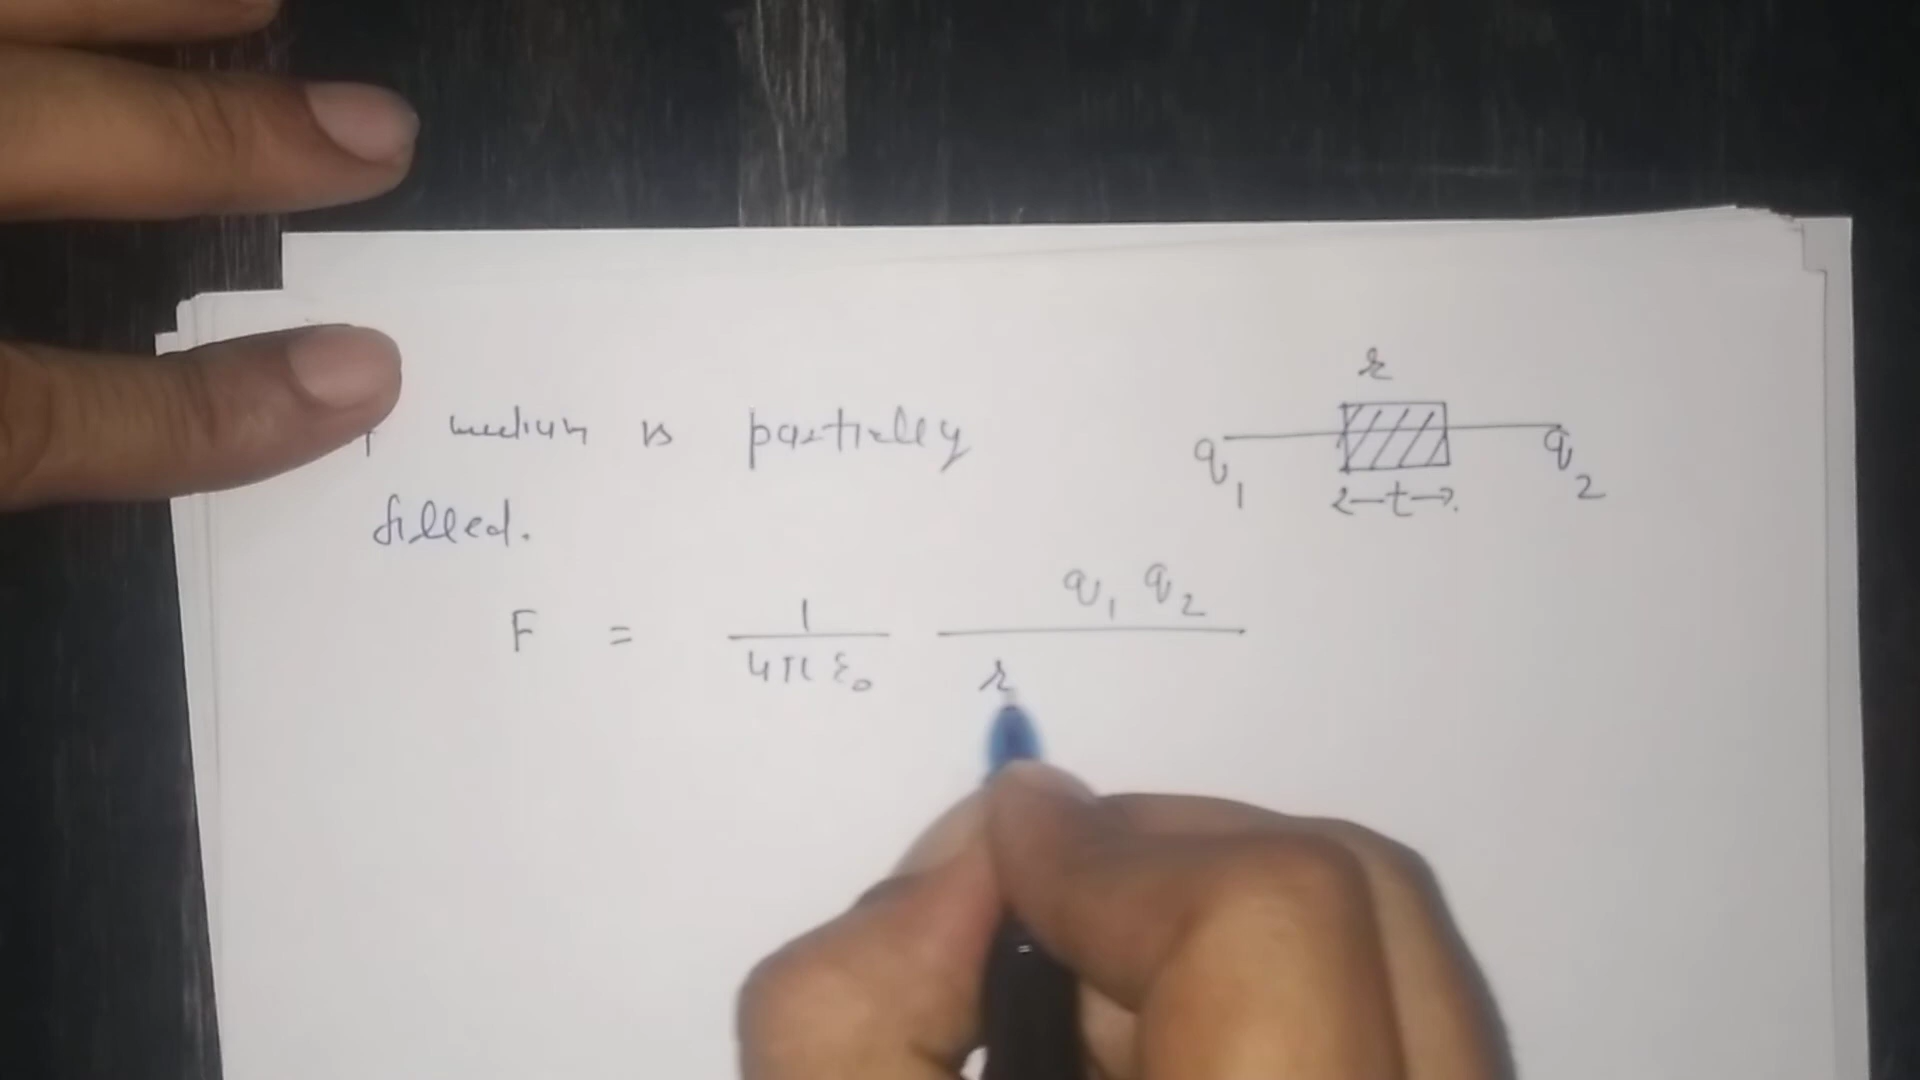 medium is partially
filled.
r
q1 q2
t
F = 1/4πε0 q1 q2/r